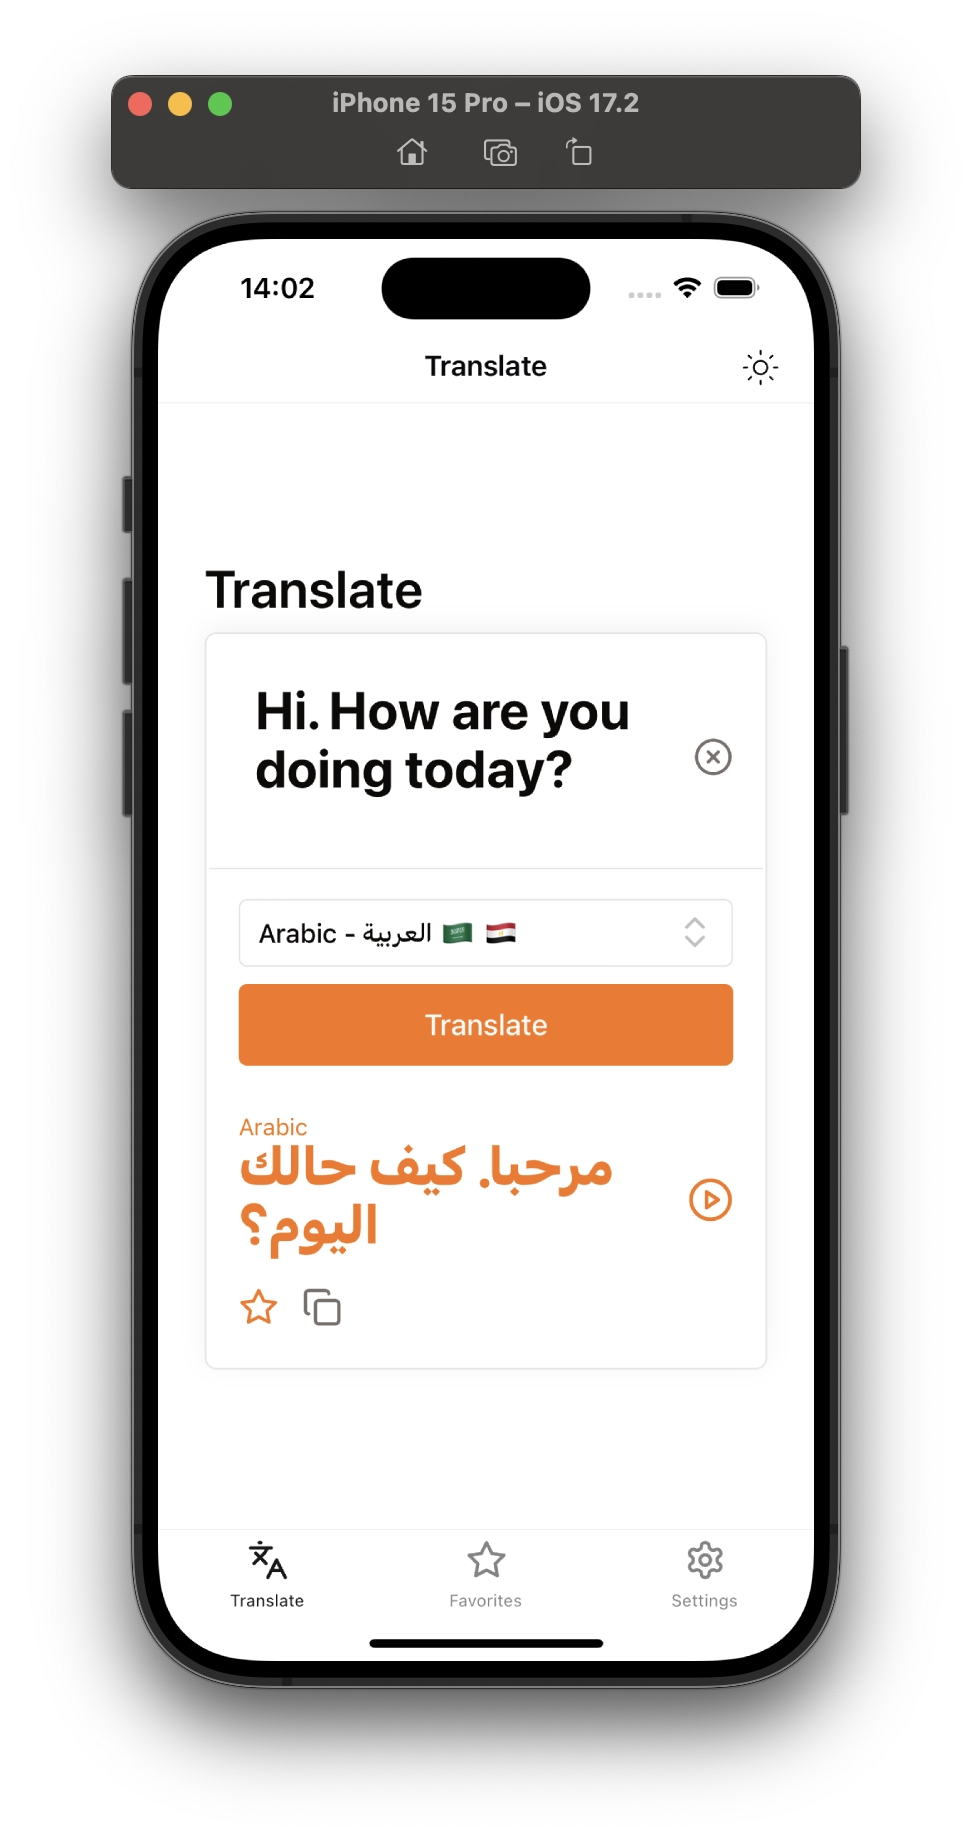 iPhone 15 Pro – iOS 17.2
14:02
Translate
Translate
Hi. How are you
doing today?
Arabic - العربية 🇸🇦 🇪🇬
Translate
Arabic
مرحبا. كيف حالك
اليوم؟
Translate
Favorites
Settings